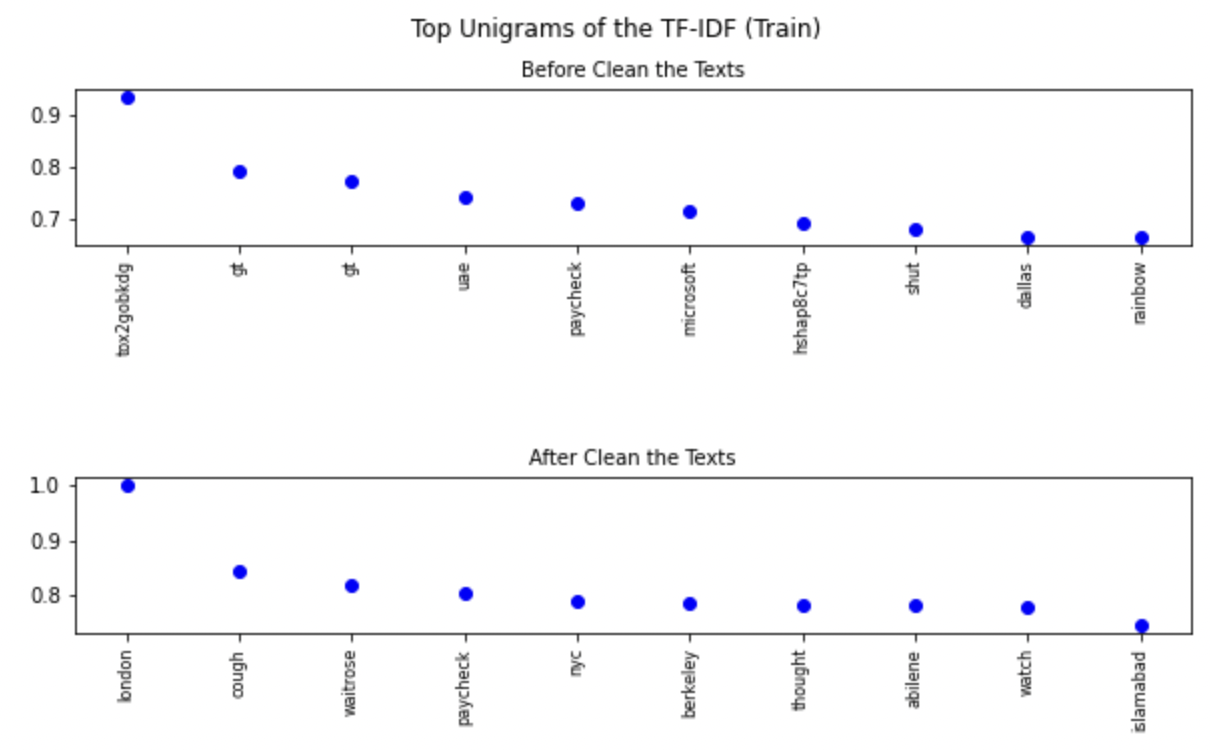 Top Unigrams of the TF-IDF (Train)
Before Clean the Texts
0.9
0.8
0.7
tox2gobkdg
gt
gt
uae
paycheck
microsoft
hshap8c7tp
shut
dallas
rainbow
After Clean the Texts
1.0
0.9
0.8
london
cough
waitrose
paycheck
nyc
berkeley
thought
abilene
watch
islamabad